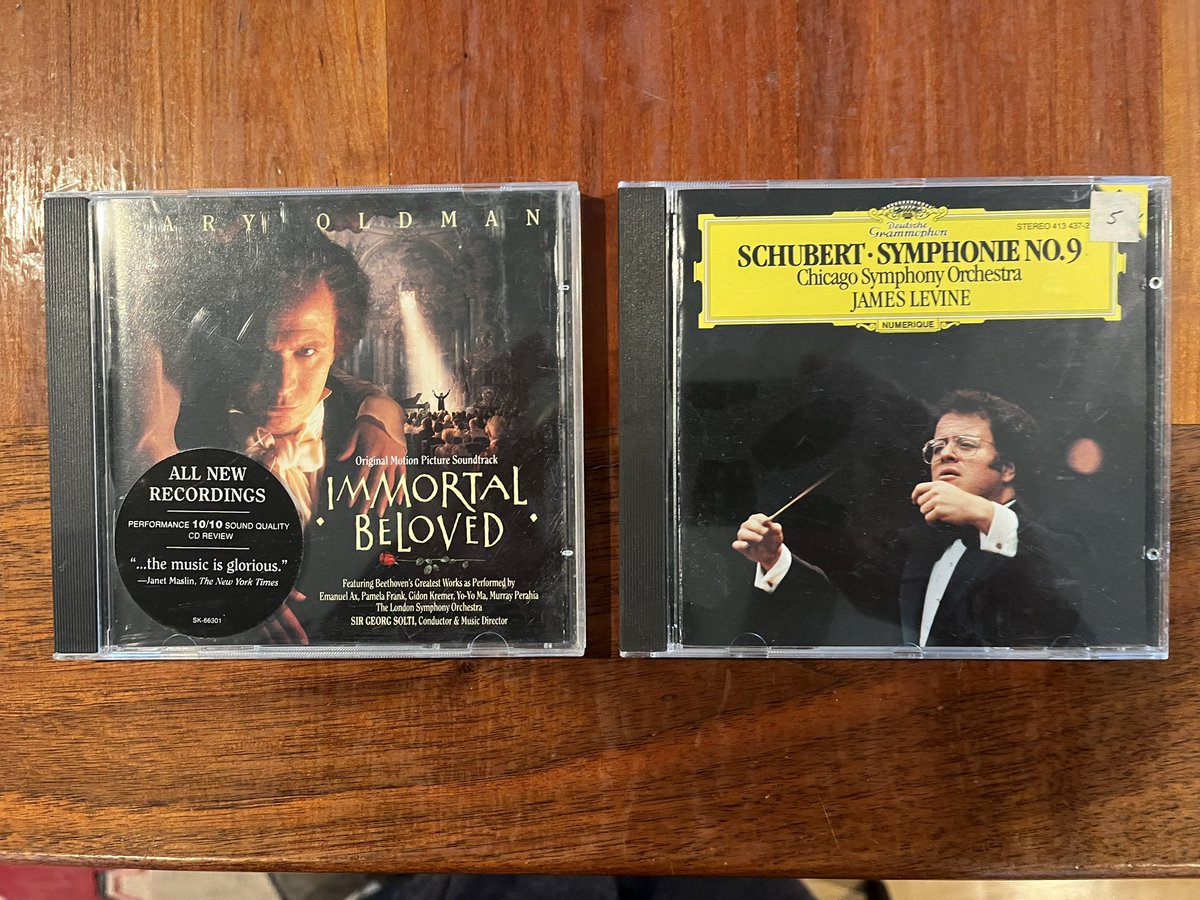 ARY OLDMAN
Original Motion Picture Soundtrack
IMMORTAL
BELOVED
Featuring Beethoven's Greatest Works as Performed by
Emanuel Ax, Pamela Frank, Gidon Kremer, Yo-Yo Ma, Murray Perahia
The London Symphony Orchestra
SIR GEORG SOLTI, Conductor & Music Director
ALL NEW
RECORDINGS
PERFORMANCE 10/10 SOUND QUALITY
CD REVIEW
"...the music is glorious."
—Janet Maslin, The New York Times
SK-66301
Deutsche
Grammophon
STEREO 413 437-2
5
SCHUBERT · SYMPHONIE NO.9
Chicago Symphony Orchestra
JAMES LEVINE
NUMERIQUE